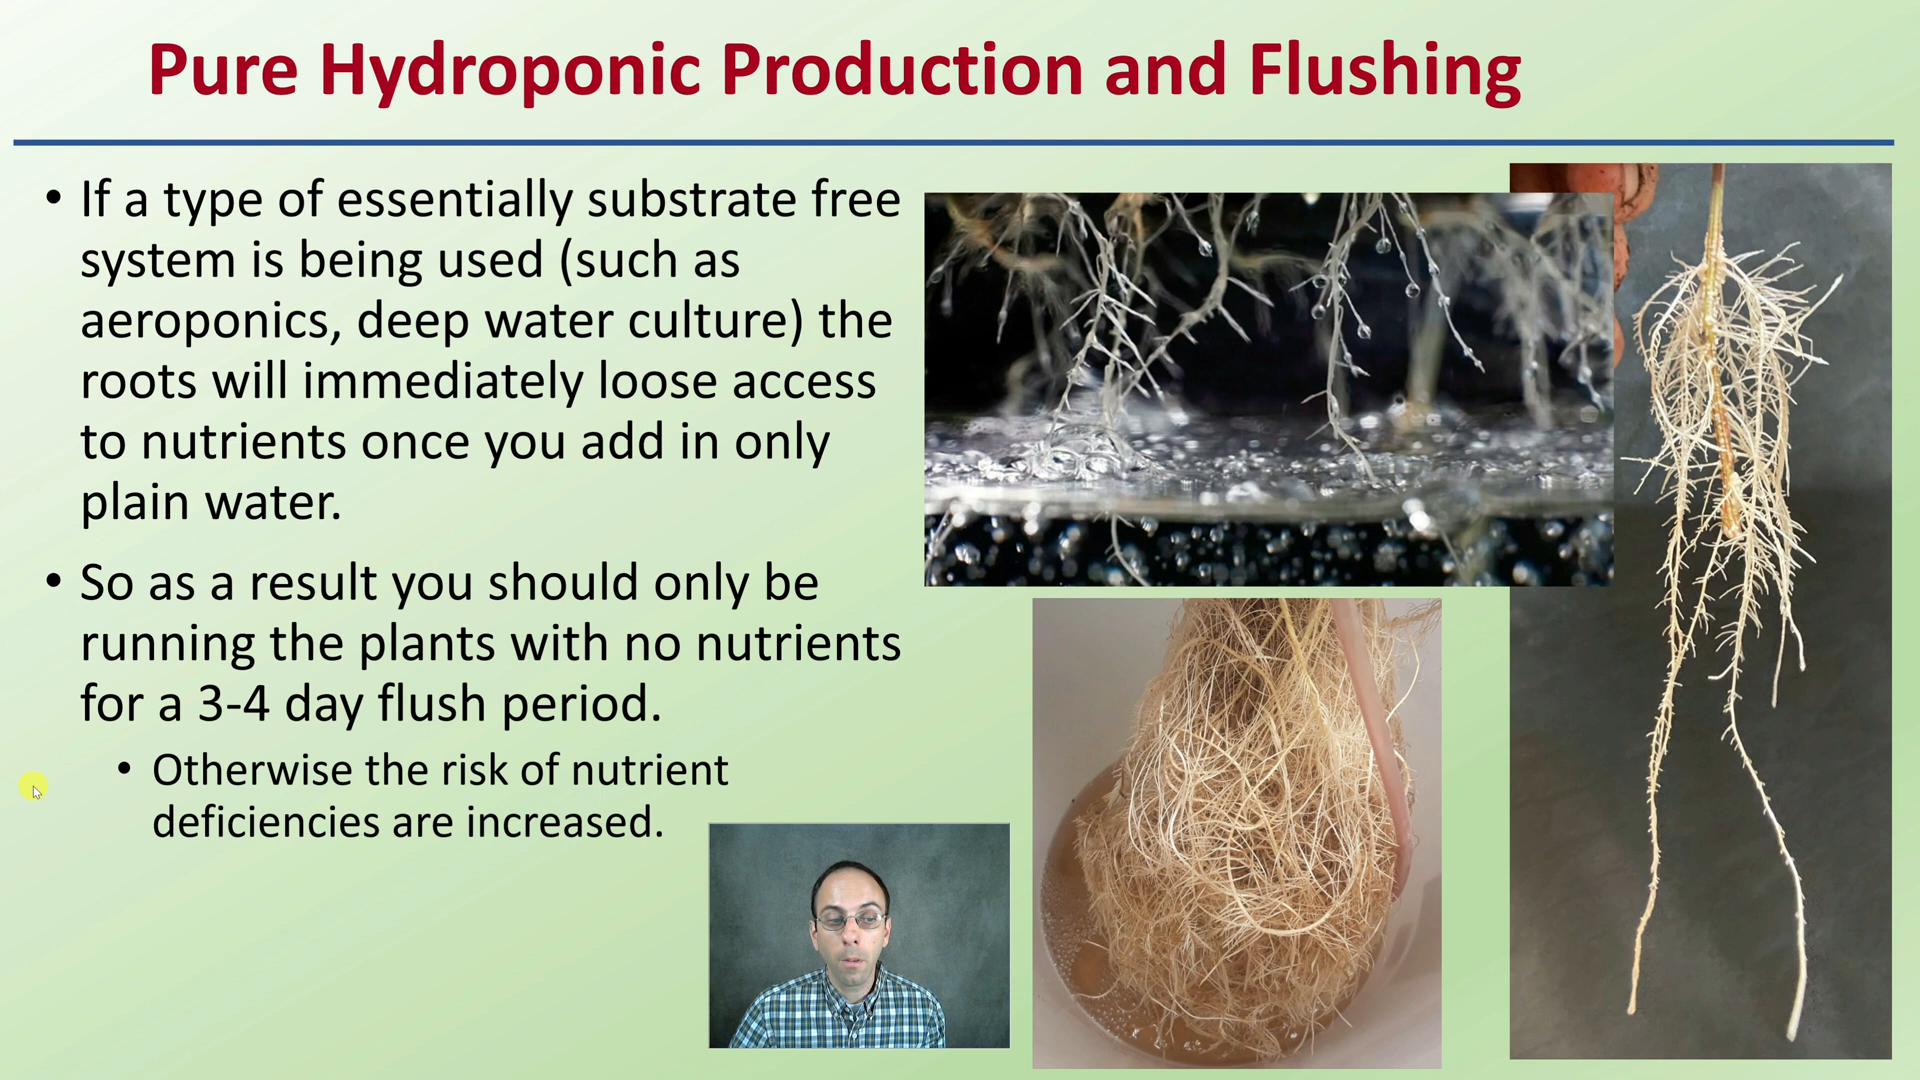 Pure Hydroponic Production and Flushing
• If a type of essentially substrate free
system is being used (such as
aeroponics, deep water culture) the
roots will immediately loose access
to nutrients once you add in only
plain water.
• So as a result you should only be
running the plants with no nutrients
for a 3-4 day flush period.
• Otherwise the risk of nutrient
deficiencies are increased.